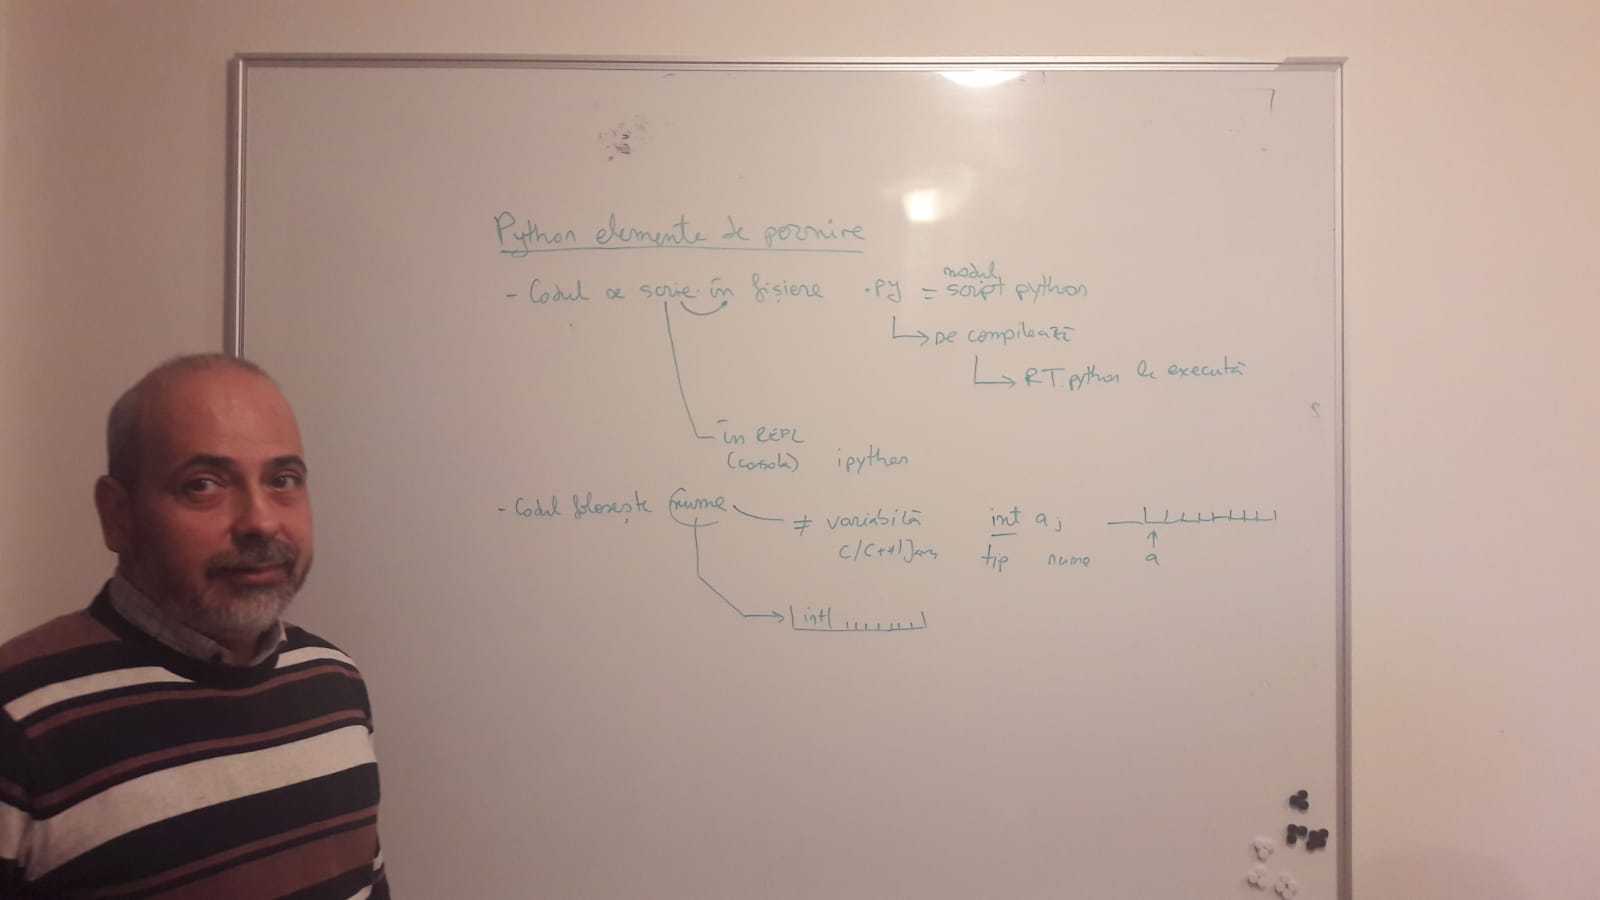 Python elemente de pornire
- Codul se scrie în fișiere .py = script python
modul,
se compilează
RT python le execută
în REPL
(consolă) ipython
- Codul folosește nume ≠ variabilă int a;
C/C++/Java tip nume a
int